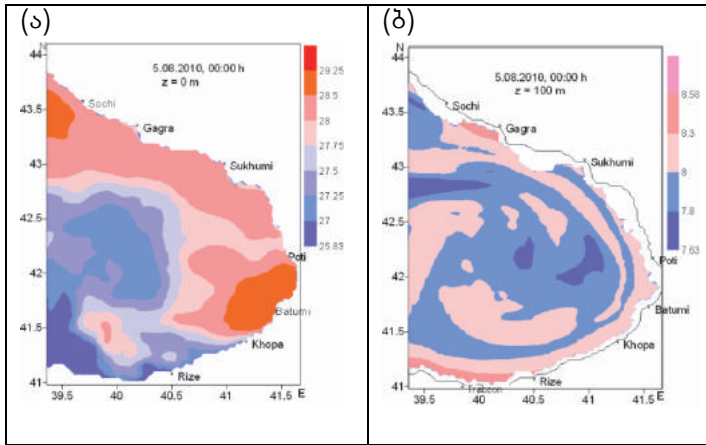 (ა)
N
44
43.5
43
42.5
42
41.5
41
39.5 40 40.5 41 41.5 E
5.08.2010, 00:00 h
z = 0 m
Sochi
Gagra
Sukhumi
Poti
Batumi
Khopa
Rize
29.25
28.5
28
27.75
27.5
27.25
27
25.83
(ბ)
N
44
43.5
43
42.5
42
41.5
41
39.5 40 40.5 41 41.5 E
5.08.2010, 00:00 h
z = 100 m
Sochi
Gagra
Sukhumi
Poti
Batumi
Khopa
Rize
Trabzon
8.58
8.3
8
7.8
7.63